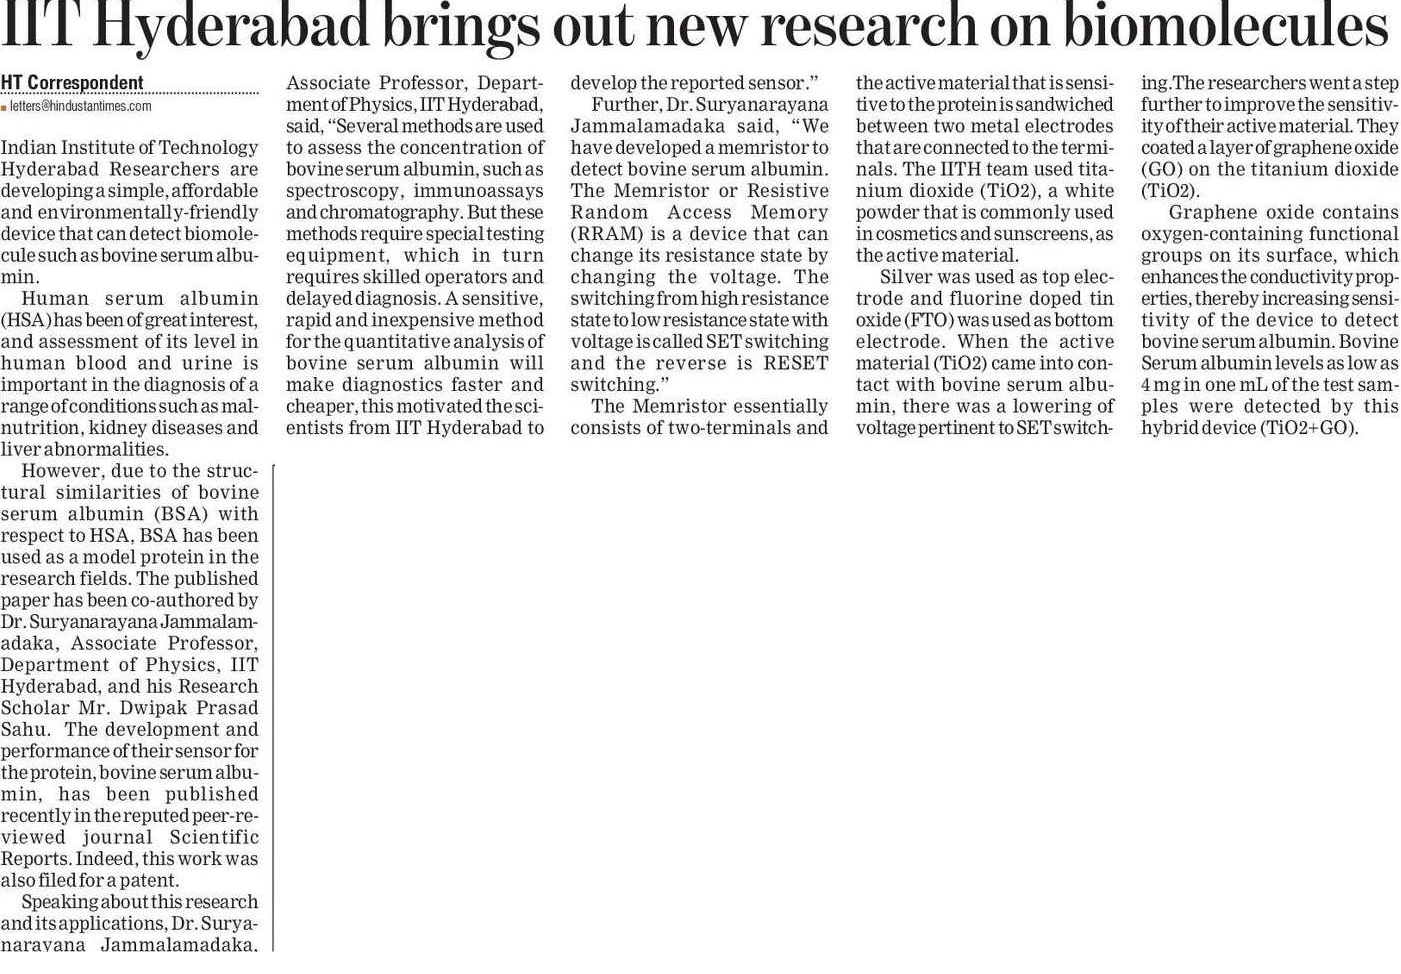 IIT Hyderabad brings out new research on biomolecules
HT Correspondent
letters@hindustantimes.com
Indian Institute of Technology
Hyderabad Researchers are
developing a simple, affordable
and environmentally-friendly
device that can detect biomole-
cule such as bovine serum albu-
min.
Human serum albumin
(HSA) has been of great interest,
and assessment of its level in
human blood and urine is
important in the diagnosis of a
range of conditions such as mal-
nutrition, kidney diseases and
liver abnormalities.
However, due to the struc-
tural similarities of bovine
serum albumin (BSA) with
respect to HSA, BSA has been
used as a model protein in the
research fields. The published
paper has been co-authored by
Dr. Suryanarayana Jammalam-
adaka, Associate Professor,
Department of Physics, IIT
Hyderabad, and his Research
Scholar Mr. Dwipak Prasad
Sahu. The development and
performance of their sensor for
the protein, bovine serum albu-
min, has been published
recently in the reputed peer-re-
viewed journal Scientific
Reports. Indeed, this work was
also filed for a patent.
Speaking about this research
and its applications, Dr. Surya-
narayana Jammalamadaka,
Associate Professor, Depart-
ment of Physics, IIT Hyderabad,
said, “Several methods are used
to assess the concentration of
bovine serum albumin, such as
spectroscopy, immunoassays
and chromatography. But these
methods require special testing
equipment, which in turn
requires skilled operators and
delayed diagnosis. A sensitive,
rapid and inexpensive method
for the quantitative analysis of
bovine serum albumin will
make diagnostics faster and
cheaper, this motivated the sci-
entists from IIT Hyderabad to
develop the reported sensor.”
Further, Dr. Suryanarayana
Jammalamadaka said, “We
have developed a memristor to
detect bovine serum albumin.
The Memristor or Resistive
Random Access Memory
(RRAM) is a device that can
change its resistance state by
changing the voltage. The
switching from high resistance
state to low resistance state with
voltage is called SET switching
and the reverse is RESET
switching.”
The Memristor essentially
consists of two-terminals and
the active material that is sensi-
tive to the protein is sandwiched
between two metal electrodes
that are connected to the termi-
nals. The IITH team used tita-
nium dioxide (TiO2), a white
powder that is commonly used
in cosmetics and sunscreens, as
the active material.
Silver was used as top elec-
trode and fluorine doped tin
oxide (FTO) was used as bottom
electrode. When the active
material (TiO2) came into con-
tact with bovine serum albu-
min, there was a lowering of
voltage pertinent to SET switch-
ing.The researchers went a step
further to improve the sensitiv-
ity of their active material. They
coated a layer of graphene oxide
(GO) on the titanium dioxide
(TiO2).
Graphene oxide contains
oxygen-containing functional
groups on its surface, which
enhances the conductivity prop-
erties, thereby increasing sensi-
tivity of the device to detect
bovine serum albumin. Bovine
Serum albumin levels as low as
4 mg in one mL of the test sam-
ples were detected by this
hybrid device (TiO2+GO).